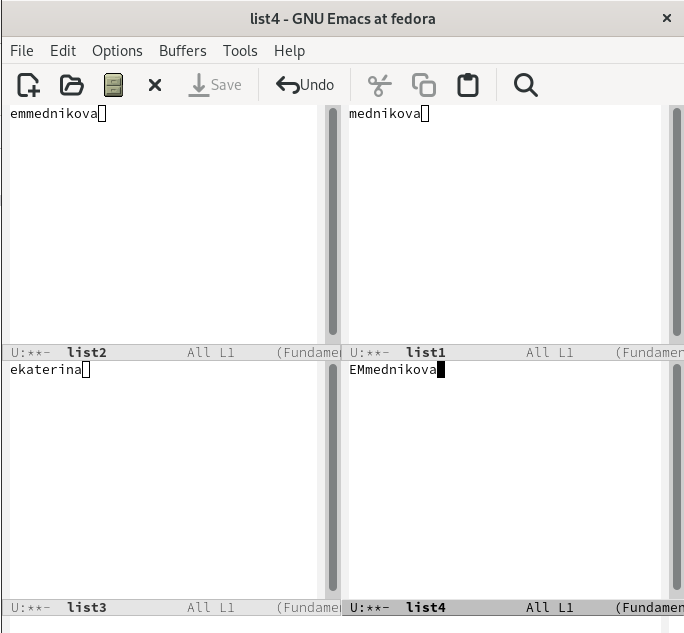 list4 - GNU Emacs at fedora
File Edit Options Buffers Tools Help
Save Undo
emmednikova
mednikova
U:**- list2 All L1 (Fundamen
U:**- list1 All L1 (Fundamen
ekaterina
EMmednikova
U:**- list3 All L1 (Fundamen
U:**- list4 All L1 (Fundamen